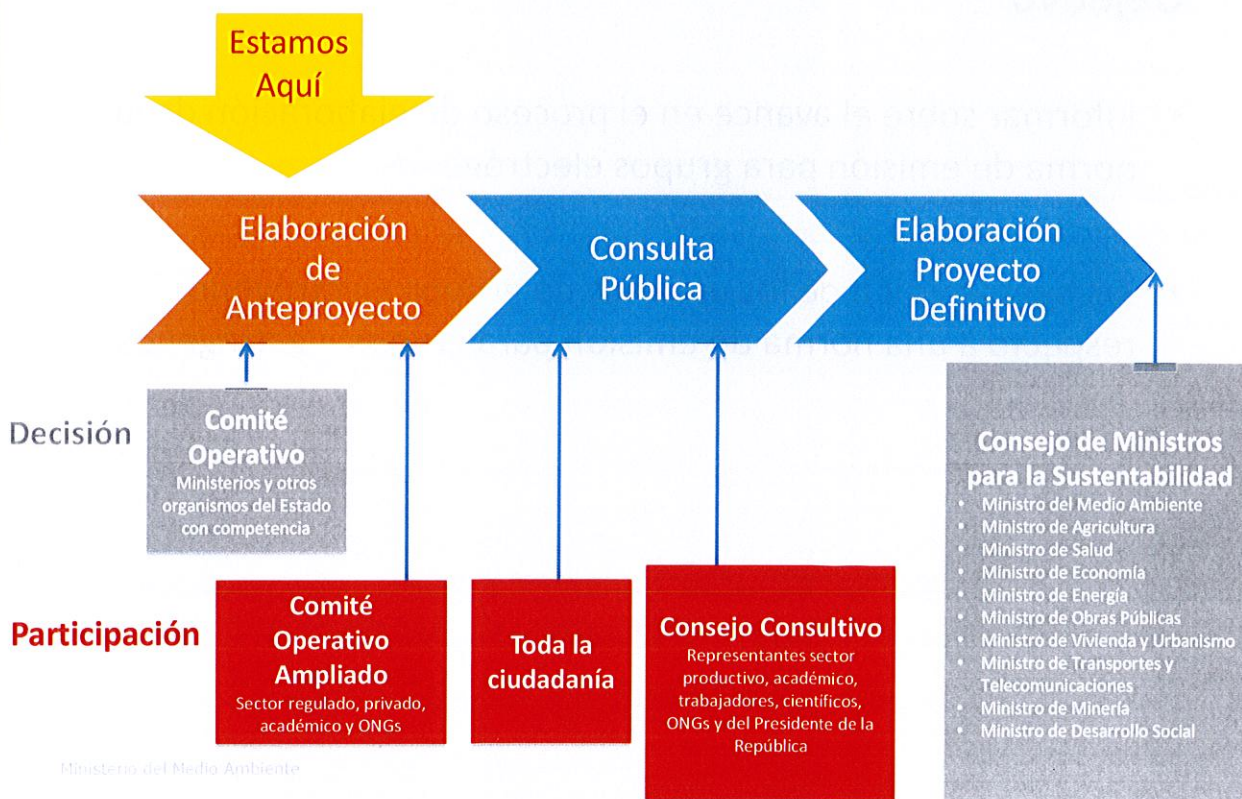 Estamos
Aquí
Elaboración
de
Anteproyecto
Consulta
Pública
Elaboración
Proyecto
Definitivo
Decisión
Comité
Operativo
Ministerios y otros
organismos del Estado
con competencia
Consejo de Ministros
para la Sustentabilidad
• Ministro del Medio Ambiente
• Ministro de Agricultura
• Ministro de Salud
• Ministro de Economía
• Ministro de Energía
• Ministro de Obras Públicas
• Ministro de Vivienda y Urbanismo
• Ministro de Transportes y
Telecomunicaciones
• Ministro de Minería
• Ministro de Desarrollo Social
Participación
Comité
Operativo
Ampliado
Sector regulado, privado,
académico y ONGs
Toda la
ciudadanía
Consejo Consultivo
Representantes sector
productivo, académico,
trabajadores, científicos,
ONGs y del Presidente de la
República
Ministerio del Medio Ambiente